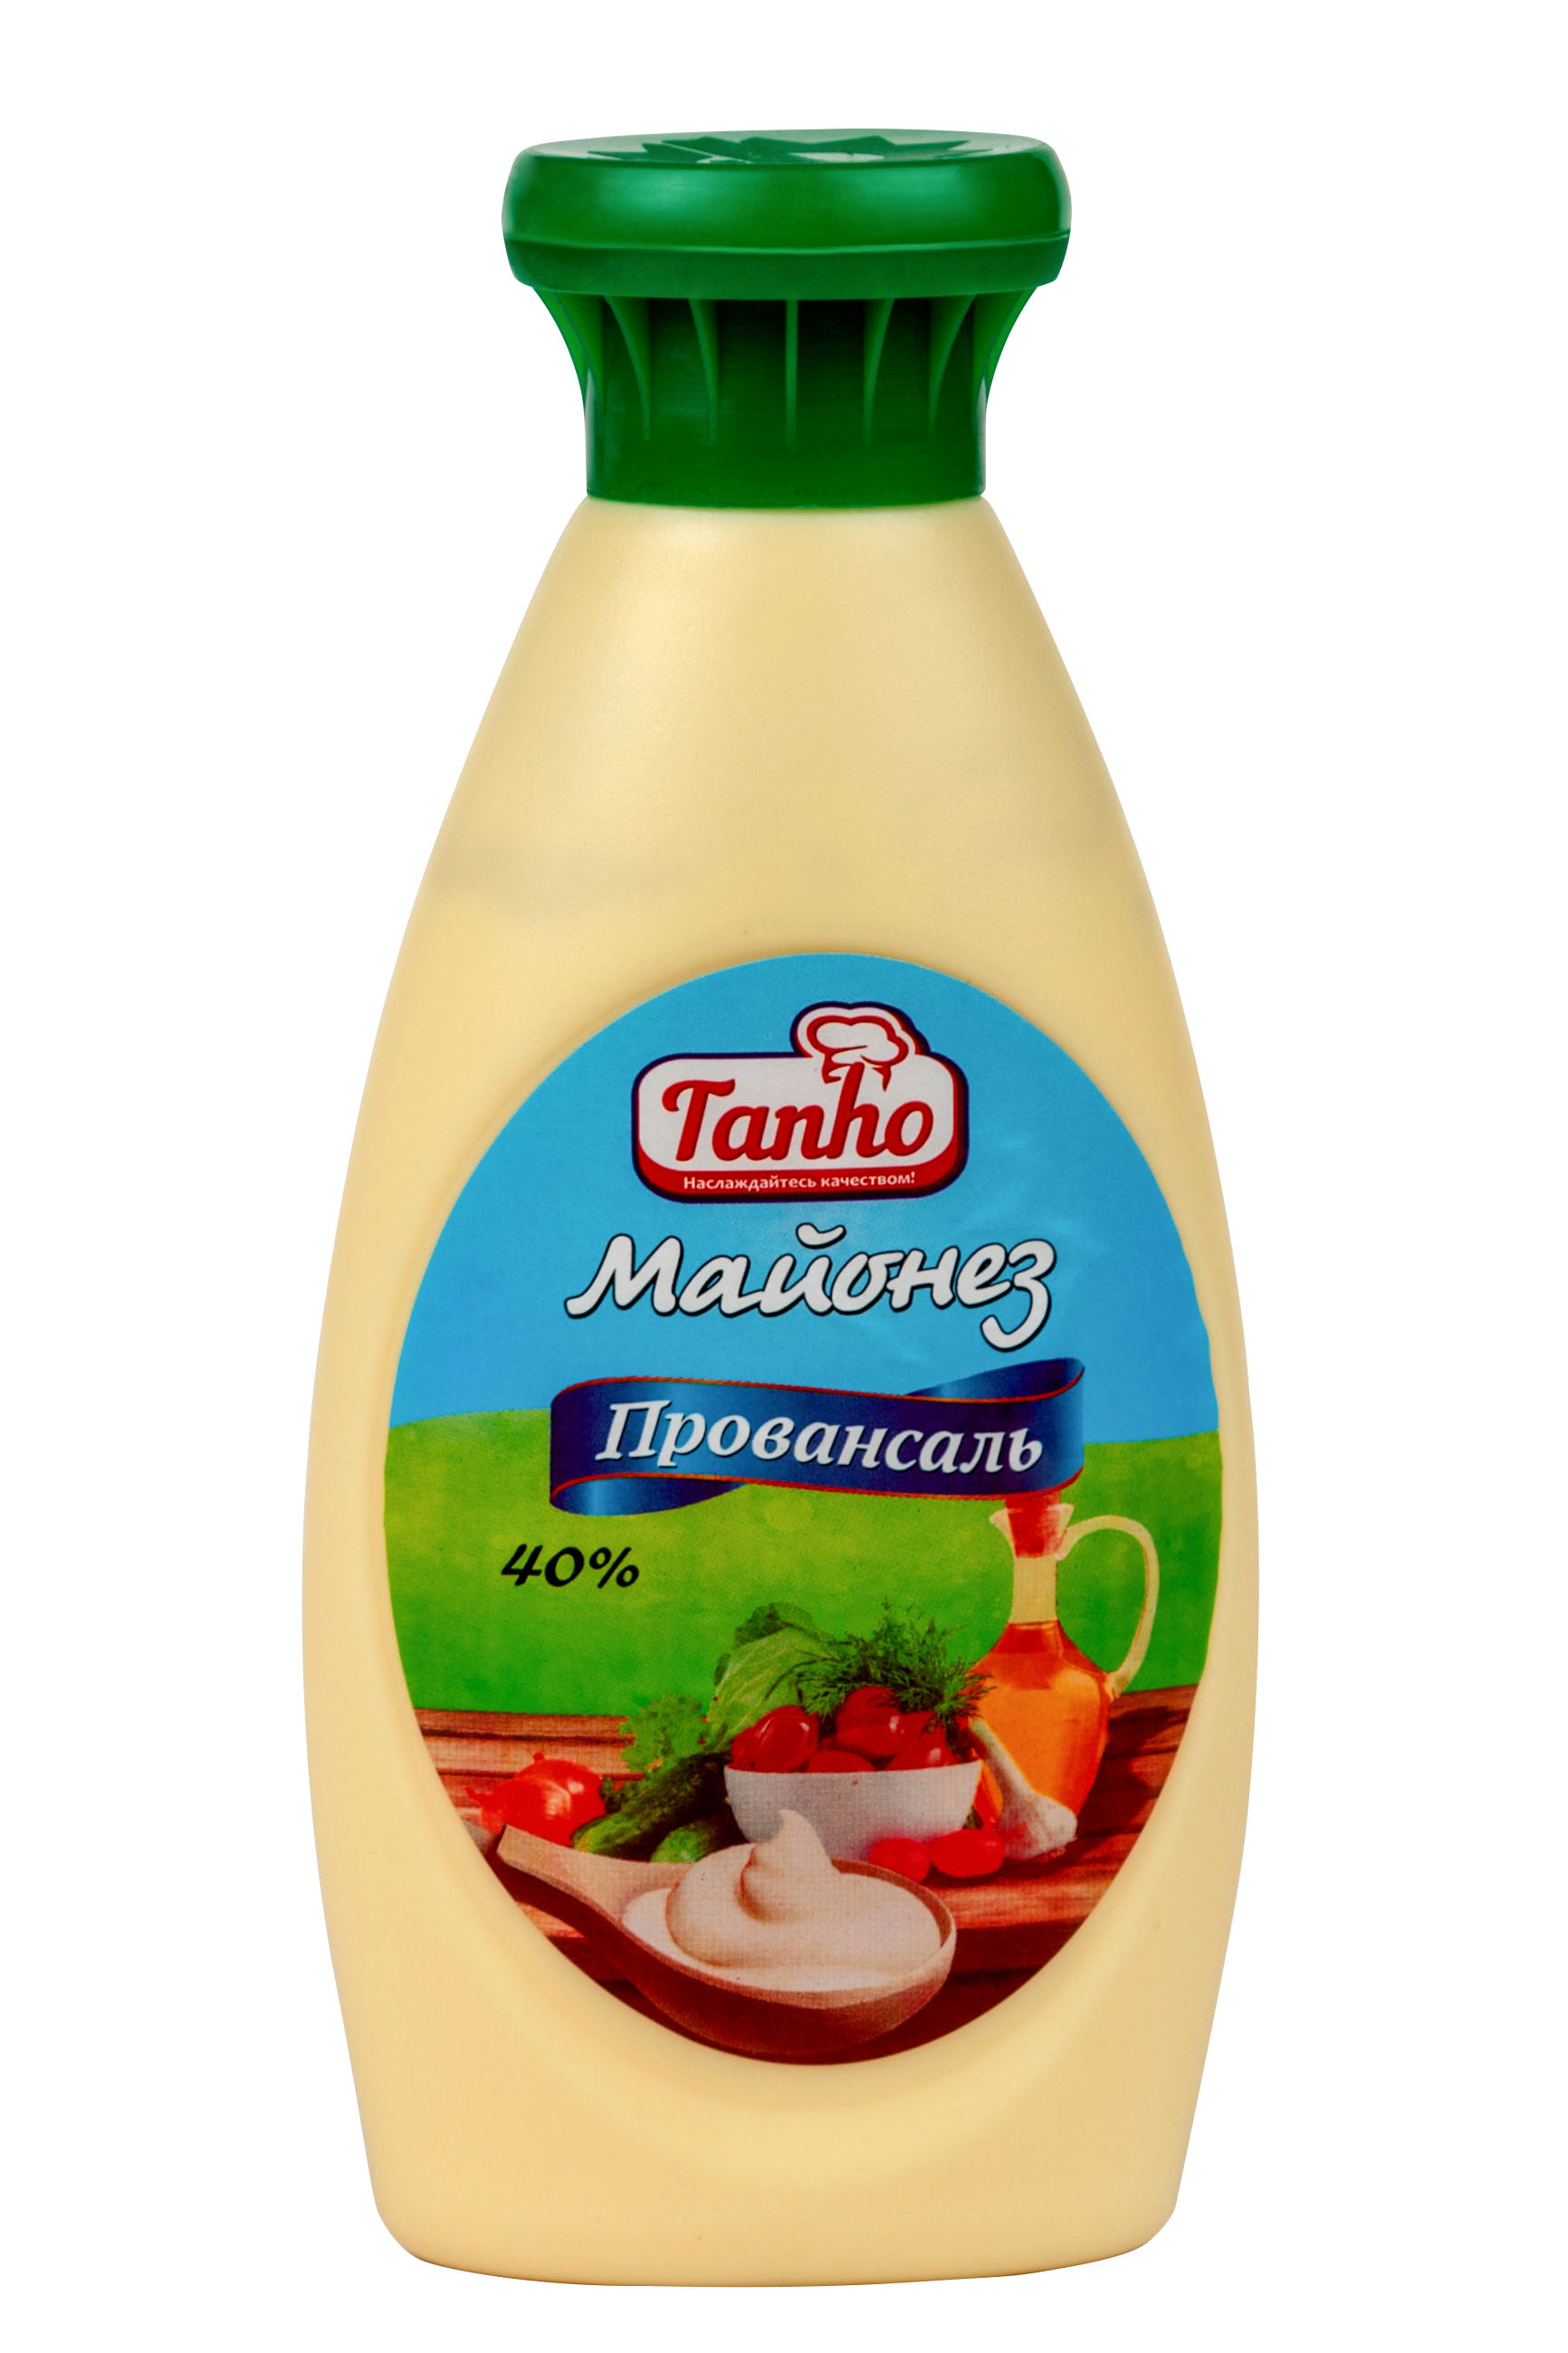 Tanho
Наслаждайтесь качеством!
Майонез
Провансаль
40%